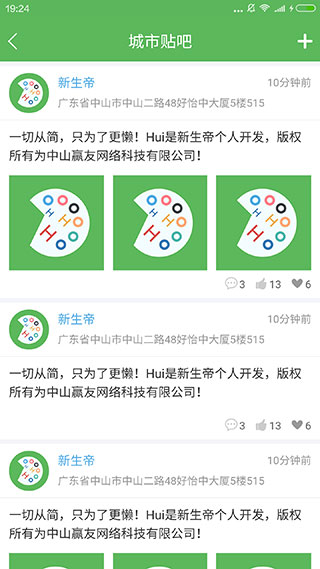 19:24
城市贴吧
新生帝
10分钟前
广东省中山市中山二路48好怡中大厦5楼515
一切从简，只为了更懒！Hui是新生帝个人开发，版权
所有为中山赢友网络科技有限公司！
3 13 6
新生帝
10分钟前
广东省中山市中山二路48好怡中大厦5楼515
一切从简，只为了更懒！Hui是新生帝个人开发，版权
所有为中山赢友网络科技有限公司！
3 13 6
新生帝
10分钟前
广东省中山市中山二路48好怡中大厦5楼515
一切从简，只为了更懒！Hui是新生帝个人开发，版权
所有为中山赢友网络科技有限公司！